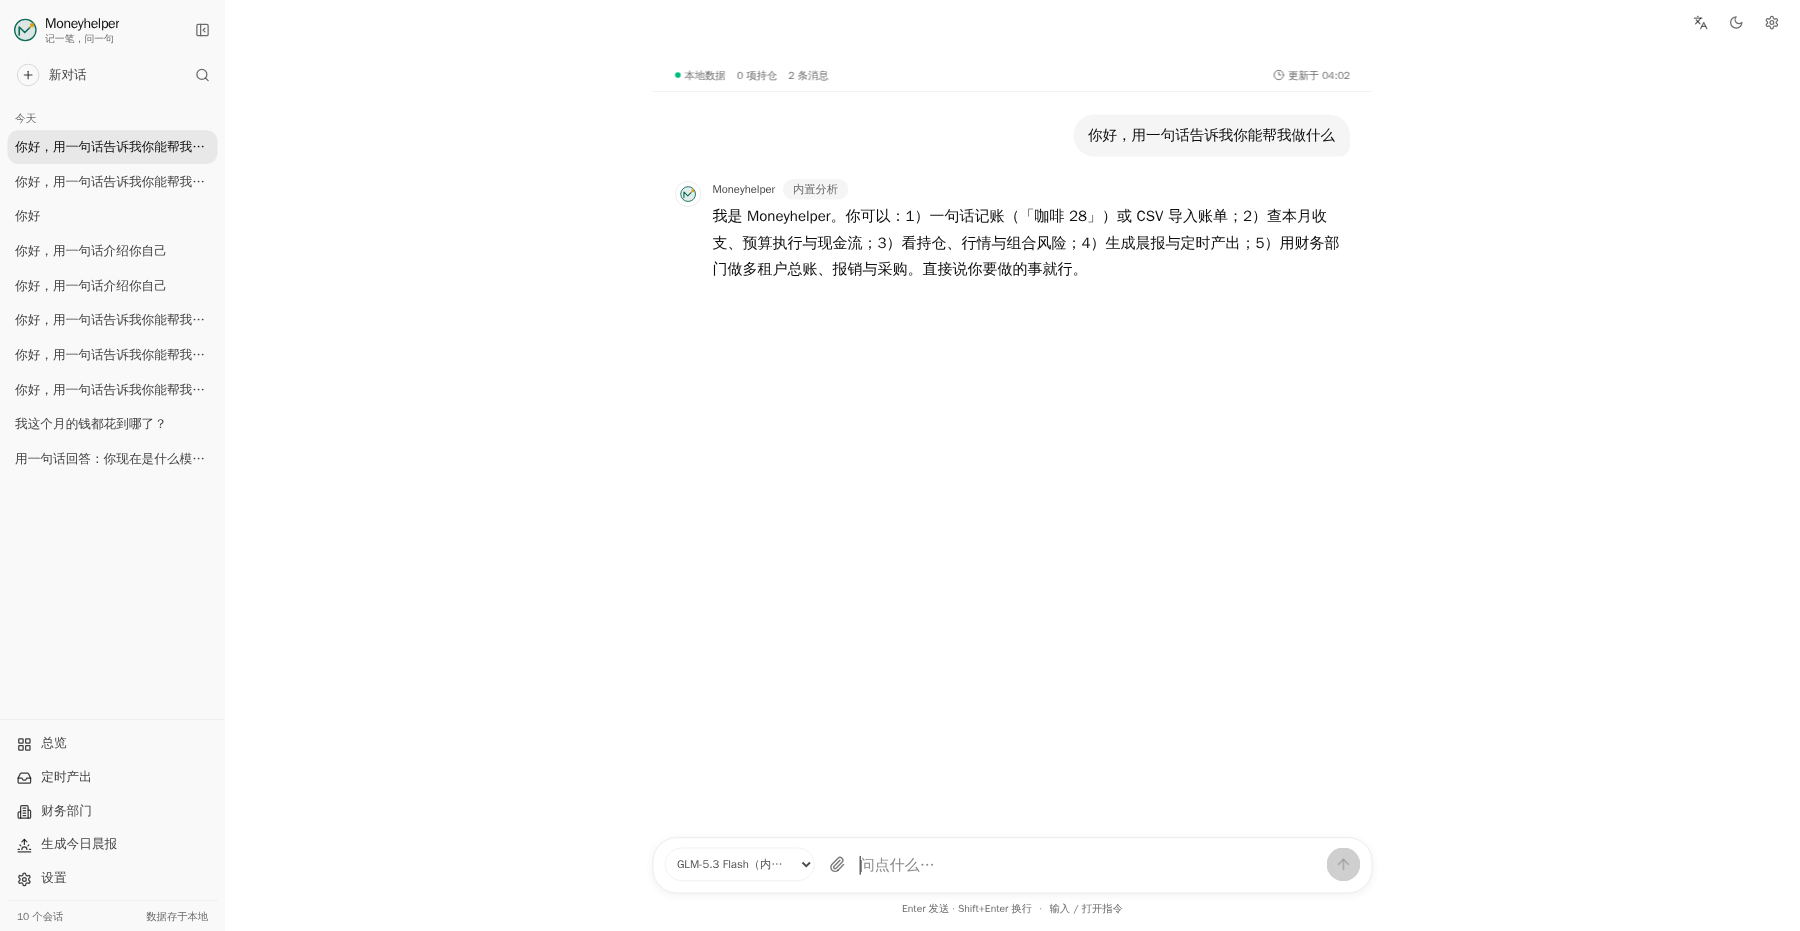 Moneyhelper
记一笔，问一句
新对话
今天
你好，用一句话告诉我你能帮我…
你好，用一句话告诉我你能帮我…
你好
你好，用一句话介绍你自己
你好，用一句话介绍你自己
你好，用一句话告诉我你能帮我…
你好，用一句话告诉我你能帮我…
你好，用一句话告诉我你能帮我…
我这个月的钱都花到哪了？
用一句话回答：你现在是什么模…
总览
定时产出
财务部门
生成今日晨报
设置
10 个会话 数据存于本地
本地数据 0 项持仓 2 条消息 更新于 04:02
你好，用一句话告诉我你能帮我做什么
Moneyhelper 内置分析
我是 Moneyhelper。你可以：1）一句话记账（「咖啡 28」）或 CSV 导入账单；2）查本月收
支、预算执行与现金流；3）看持仓、行情与组合风险；4）生成晨报与定时产出；5）用财务部
门做多租户总账、报销与采购。直接说你要做的事就行。
GLM-5.3 Flash（内… 问点什么…
Enter 发送 · Shift+Enter 换行 · 输入 / 打开指令